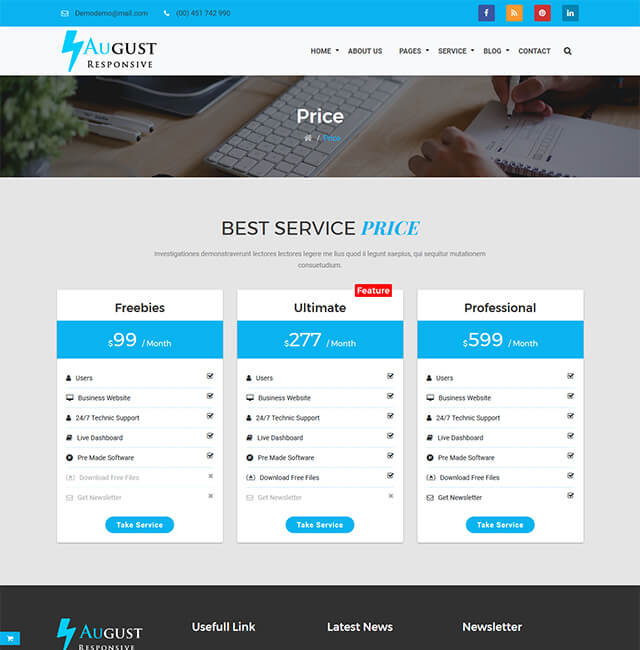 Demodemo@mail.com (00) 451 742 990
AUGUST
RESPONSIVE
HOME ABOUT US PAGES SERVICE BLOG CONTACT
Price
/ Price
BEST SERVICE PRICE
Investigationes demonstraverunt lectores lectores legere me lius quod ii legunt saepius, qui sequitur mutationem
consuetudium.
Freebies
$99 / Month
Users
Business Website
24/7 Technic Support
Live Dashboard
Pre Made Software
Download Free Files
Get Newsletter
Take Service
Feature
Ultimate
$277 / Month
Users
Business Website
24/7 Technic Support
Live Dashboard
Pre Made Software
Download Free Files
Get Newsletter
Take Service
Professional
$599 / Month
Users
Business Website
24/7 Technic Support
Live Dashboard
Pre Made Software
Download Free Files
Get Newsletter
Take Service
AUGUST
RESPONSIVE
Usefull Link
Latest News
Newsletter